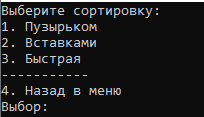 Выберите сортировку:
1. Пузырьком
2. Вставками
3. Быстрая
-----------
4. Назад в меню
Выбор: